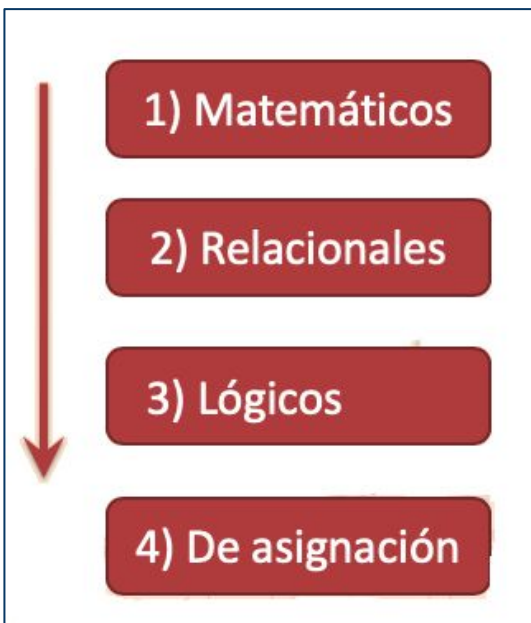 1) Matemáticos
2) Relacionales
3) Lógicos
4) De asignación